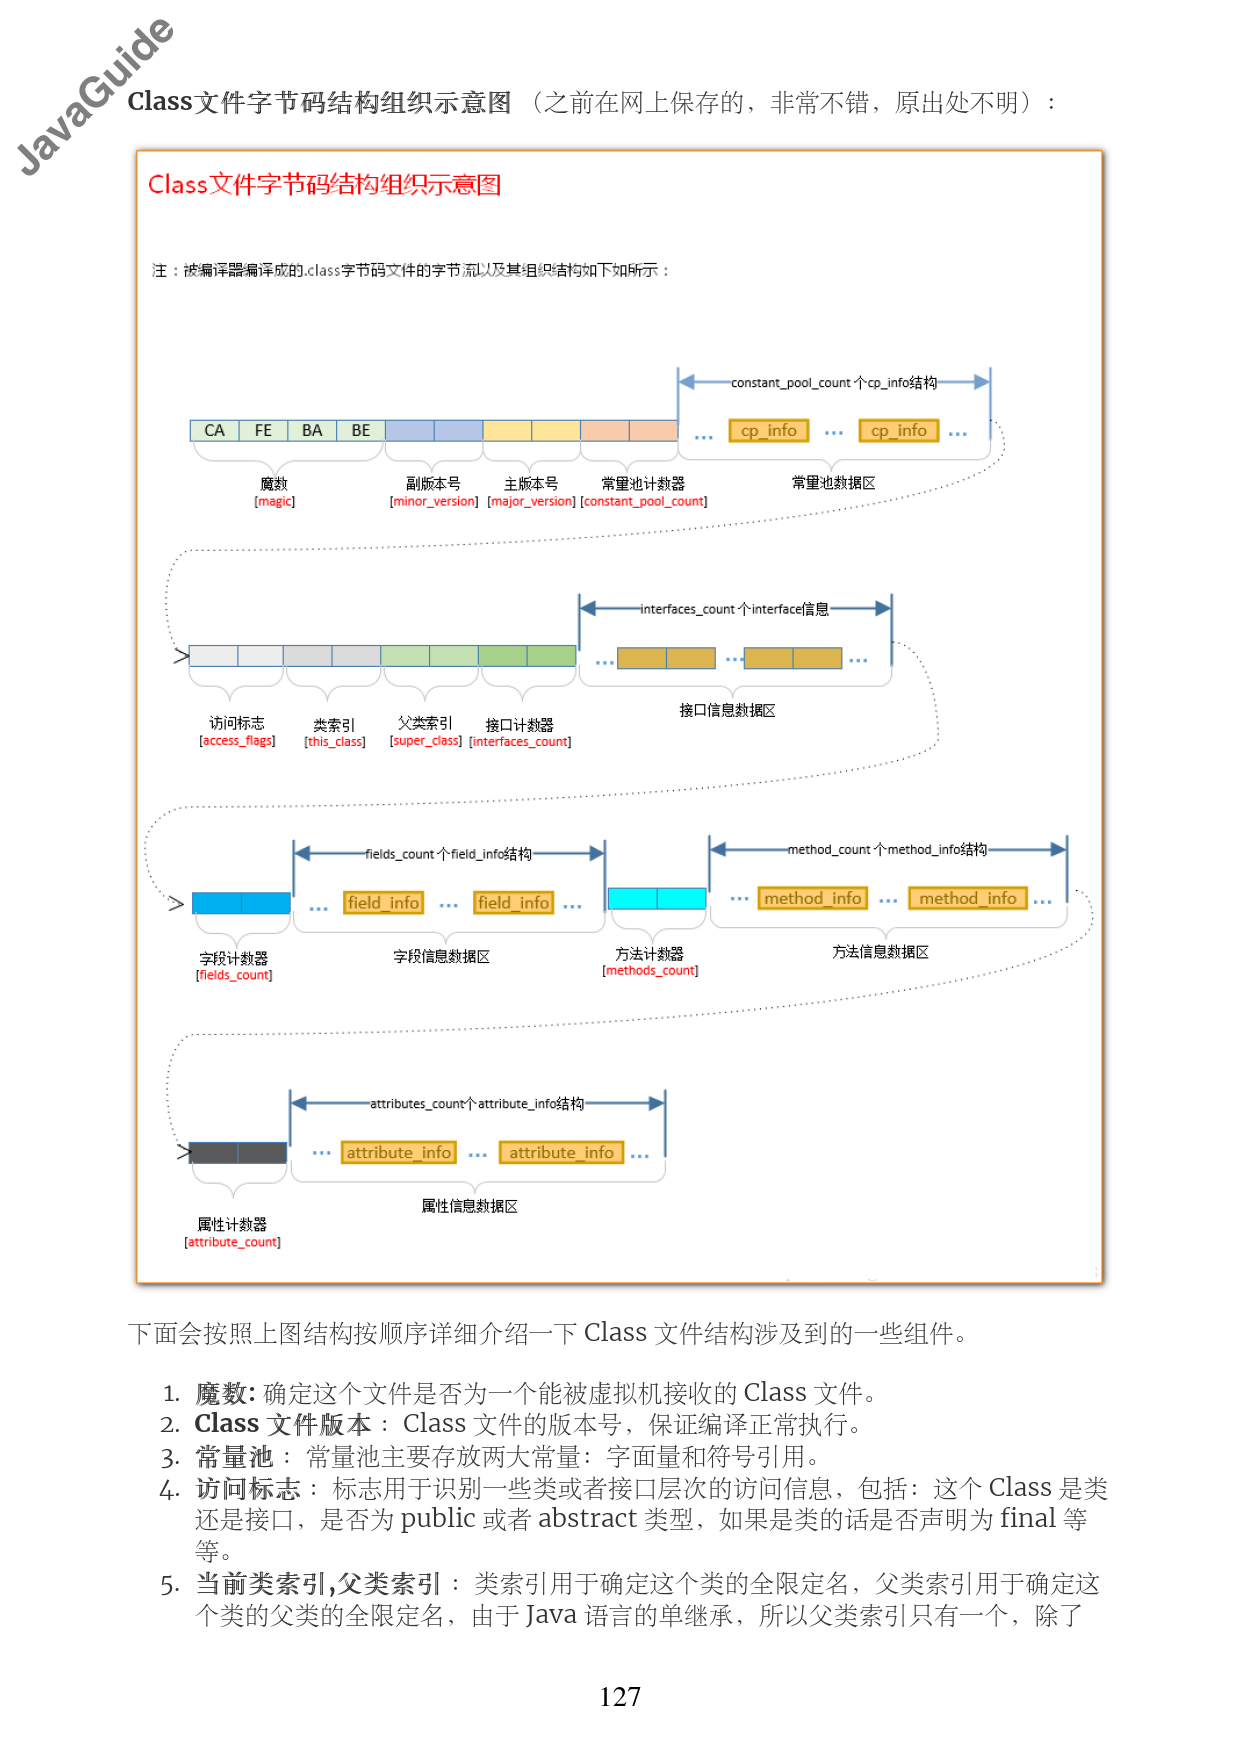 JavaGuide
Class文件字节码结构组织示意图 （之前在网上保存的，非常不错，原出处不明）：
Class文件字节码结构组织示意图
注：被编译器编译成的.class字节码文件的字节流以及其组织结构如下如所示：
constant_pool_count 个cp_info结构
CA FE BA BE ... cp_info ... cp_info ...
魔数 副版本号 主版本号 常量池计数器 常量池数据区
[magic] [minor_version] [major_version] [constant_pool_count]
interfaces_count 个interface信息
> ... ... ...
访问标志 类索引 父类索引 接口计数器 接口信息数据区
[access_flags] [this_class] [super_class] [interfaces_count]
fields_count 个field_info结构 method_count 个method_info结构
> ... field_info ... field_info ... ... method_info ... method_info ...
字段计数器 字段信息数据区 方法计数器 方法信息数据区
[fields_count] [methods_count]
attributes_count个attribute_info结构
> ... attribute_info ... attribute_info ...
属性计数器 属性信息数据区
[attribute_count]
下面会按照上图结构按顺序详细介绍一下 Class 文件结构涉及到的一些组件。
1. 魔数: 确定这个文件是否为一个能被虚拟机接收的 Class 文件。
2. Class 文件版本 ：Class 文件的版本号，保证编译正常执行。
3. 常量池 ：常量池主要存放两大常量：字面量和符号引用。
4. 访问标志 ：标志用于识别一些类或者接口层次的访问信息，包括：这个 Class 是类
还是接口，是否为 public 或者 abstract 类型，如果是类的话是否声明为 final 等
等。
5. 当前类索引,父类索引 ：类索引用于确定这个类的全限定名，父类索引用于确定这
个类的父类的全限定名，由于 Java 语言的单继承，所以父类索引只有一个，除了
127